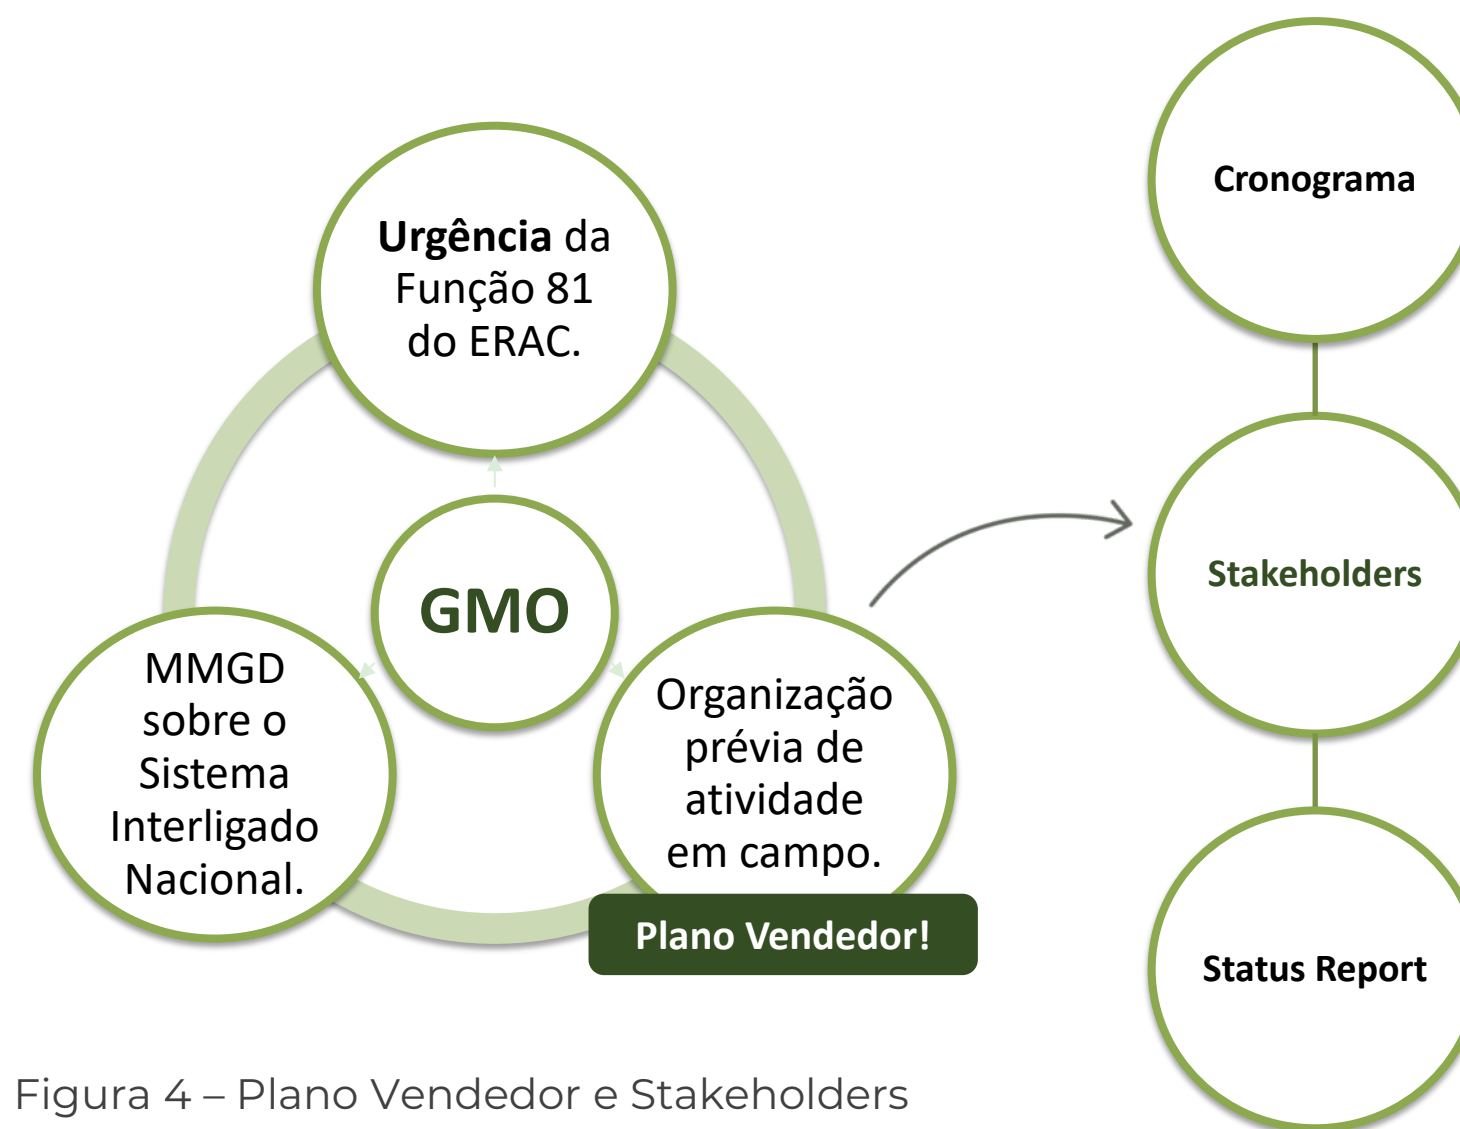 Urgência da
Função 81
do ERAC.
GMO
MMGD
sobre o
Sistema
Interligado
Nacional.
Organização
prévia de
atividade
em campo.
Plano Vendedor!
Cronograma
Stakeholders
Status Report
Figura 4 – Plano Vendedor e Stakeholders